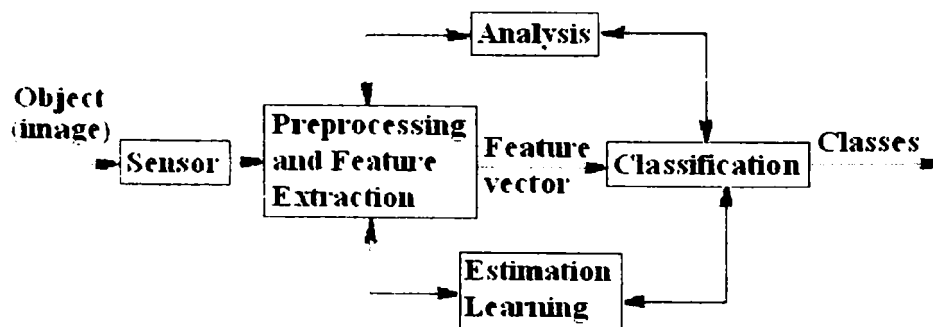 Analysis
Object
(image)
Sensor
Preprocessing
and Feature
Extraction
Feature
vector
Classification
Classes
Estimation
Learning